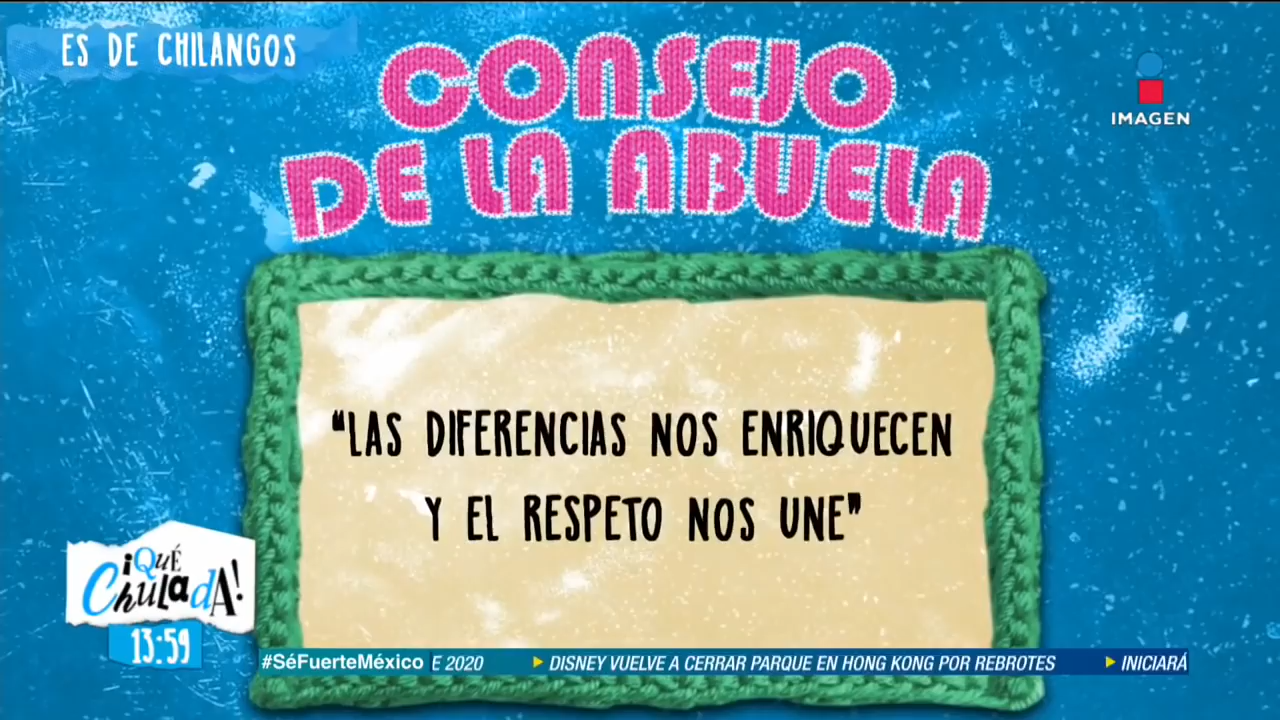 ES DE CHILANGOS
CONSEJO
DE LA ABUELA
IMAGEN
“LAS DIFERENCIAS NOS ENRIQUECEN
Y EL RESPETO NOS UNE”
¡QUÉ
ChULadA!
13:59
#SéFuerteMéxico E 2020 DISNEY VUELVE A CERRAR PARQUE EN HONG KONG POR REBROTES INICIARÁ